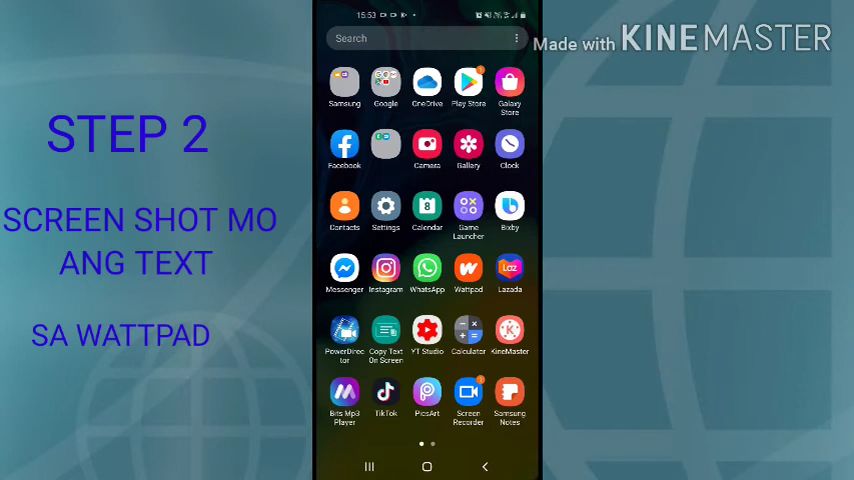 15:53
Search
Made with KINEMASTER
STEP 2
SCREEN SHOT MO
ANG TEXT
SA WATTPAD
Samsung
Google
OneDrive
Play Store
Galaxy
Store
Facebook
Camera
Gallery
Clock
Contacts
Settings
8
Calendar
Game
Launcher
Bixby
Messenger
Instagram
WhatsApp
Wattpad
Laz
Lazada
PowerDirec
tor
Copy Text
On Screen
YT Studio
Calculator
KineMaster
Bits Mp3
Player
TikTok
PicsArt
Screen
Recorder
Samsung
Notes